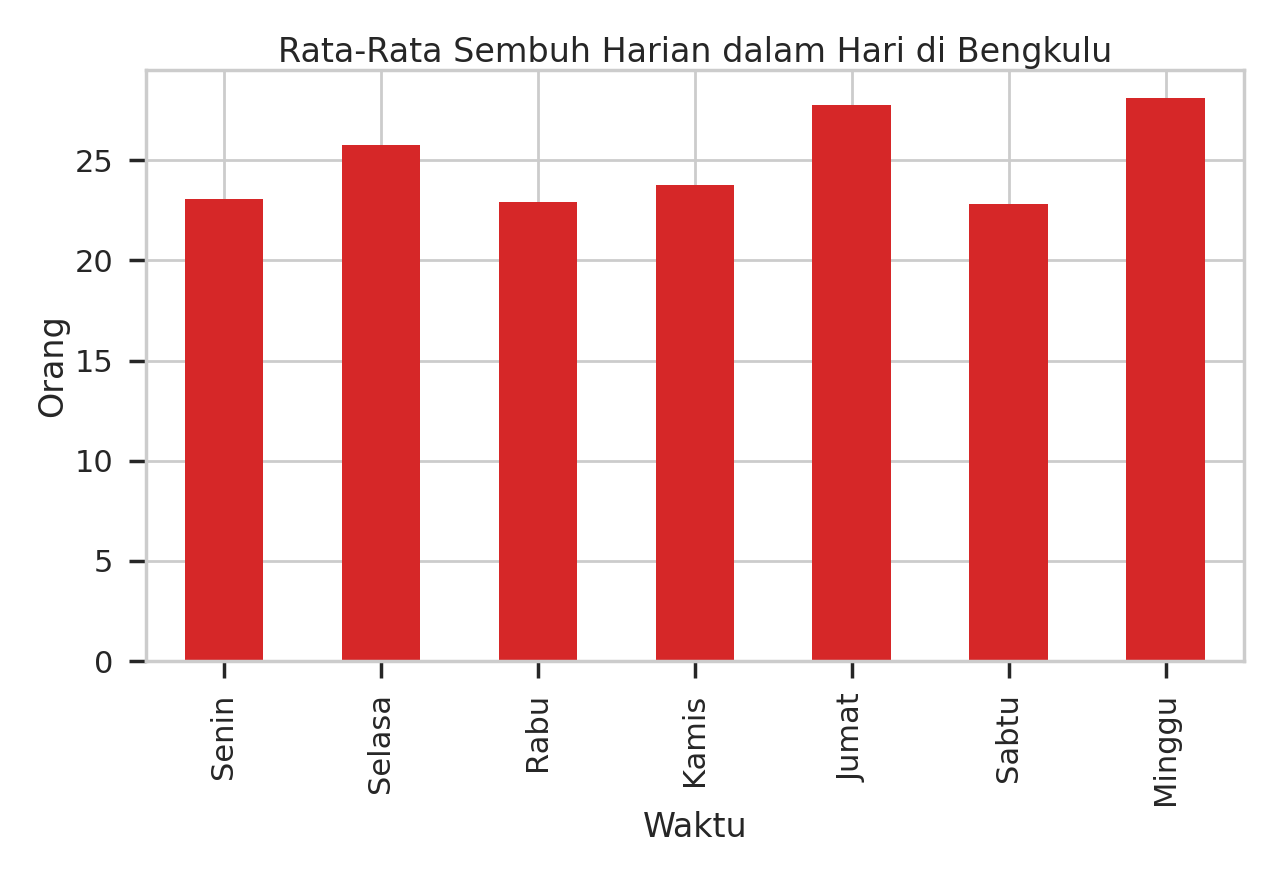 Rata-Rata Sembuh Harian dalam Hari di Bengkulu
Orang
25
20
15
10
5
0
Senin
Selasa
Rabu
Kamis
Jumat
Sabtu
Minggu
Waktu